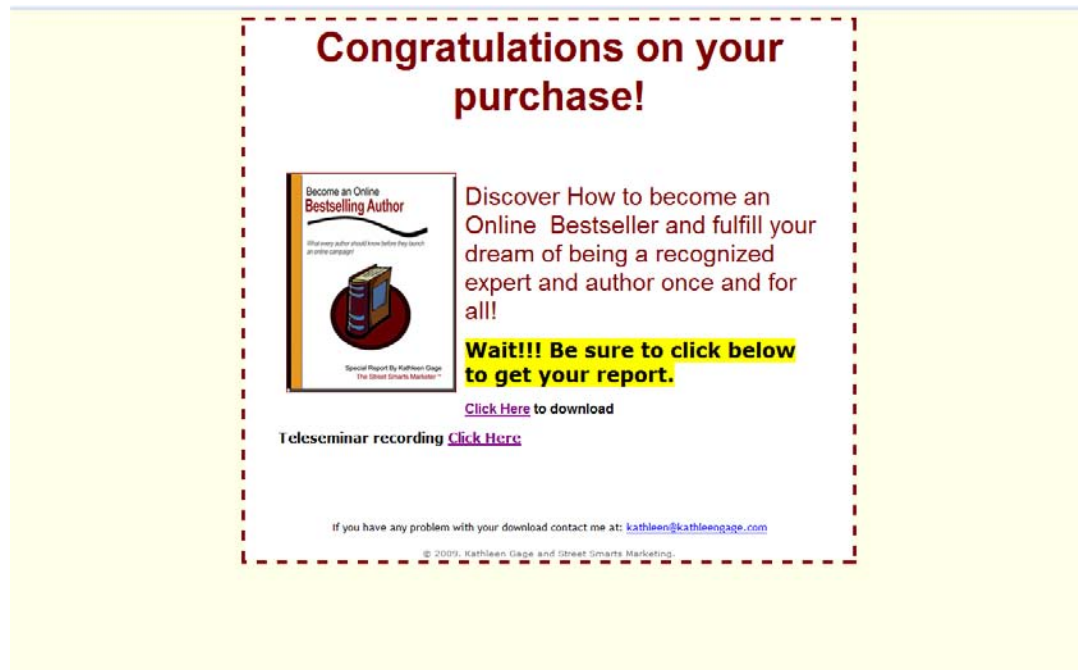 Congratulations on your
purchase!
Become an Online
Bestselling Author
What every author should know before they launch
an online campaign!
Special Report By Kathleen Gage
The Street Smarts Marketer ™
Discover How to become an
Online Bestseller and fulfill your
dream of being a recognized
expert and author once and for
all!
Wait!!! Be sure to click below
to get your report.
Click Here to download
Teleseminar recording Click Here
If you have any problem with your download contact me at: kathleen@kathleengage.com
© 2009. Kathleen Gage and Street Smarts Marketing.